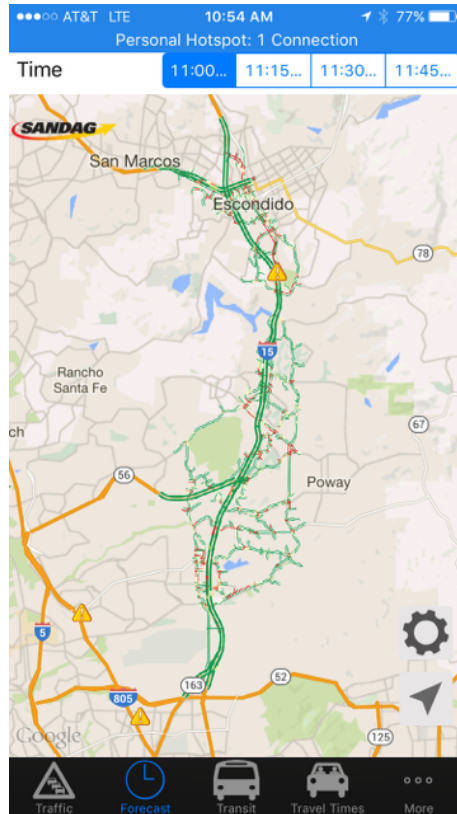 AT&T LTE 10:54 AM 77%
Personal Hotspot: 1 Connection
Time 11:00... 11:15... 11:30... 11:45...
SANDAG
San Marcos
Escondido
78
15
Rancho
Santa Fe
ch
67
56
Poway
5
163
52
805
Google
125
Traffic Forecast Transit Travel Times More